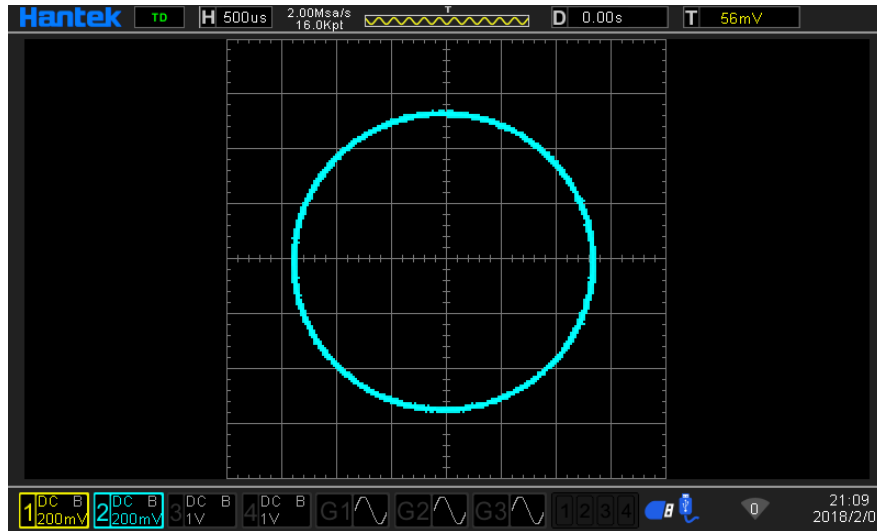 Hantek TD H 500us 2.00Msa/s 16.0Kpt T D 0.00s T 56mV
1 DC B 200mV 2 DC B 200mV 3 DC B 1V 4 DC B 1V G1 G2 G3 1 2 3 4 0 21:09
2018/2/0